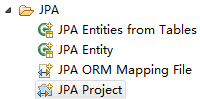 JPA
JPA Entities from Tables
JPA Entity
JPA ORM Mapping File
JPA Project